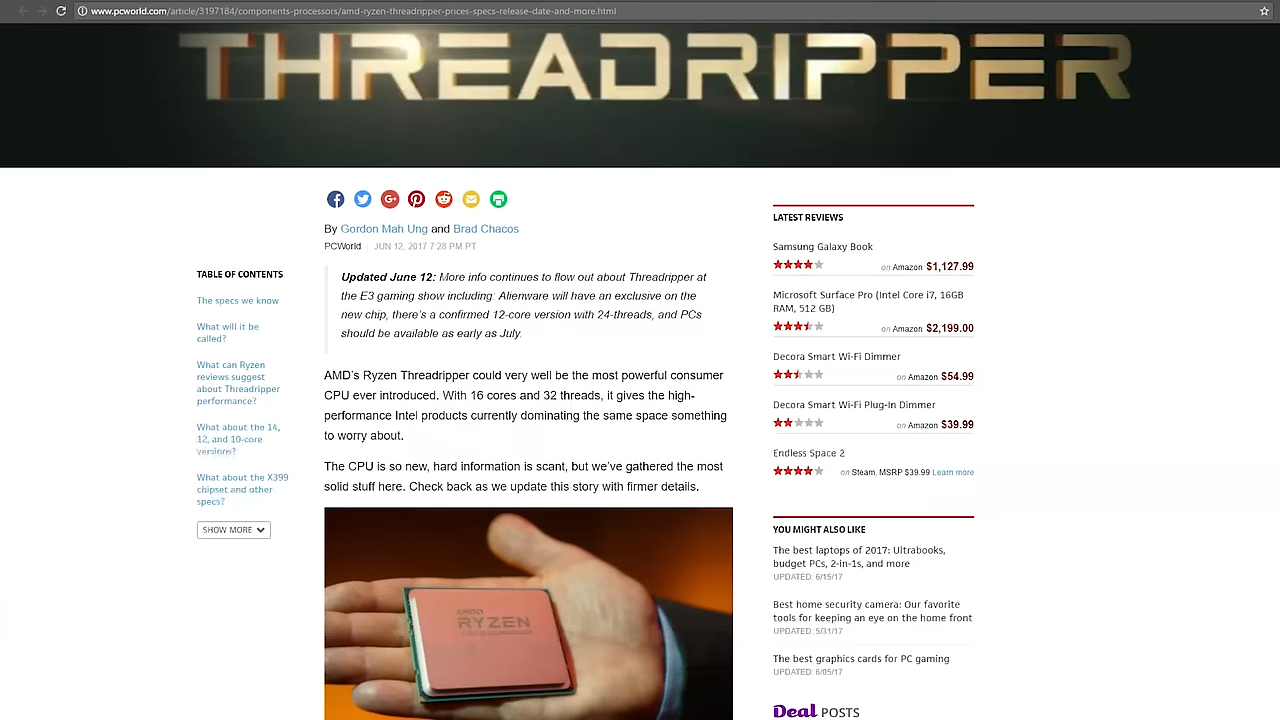 www.pcworld.com/article/3197184/components-processors/amd-ryzen-threadripper-prices-specs-release-date-and-more.html
THREADRIPPER
By Gordon Mah Ung and Brad Chacos
PCWorld | JUN 12, 2017 7:28 PM PT
TABLE OF CONTENTS
The specs we know
What will it be
called?
What can Ryzen
reviews suggest
about Threadripper
performance?
What about the 14,
12, and 10-core
versions?
What about the X399
chipset and other
specs?
SHOW MORE
Updated June 12: More info continues to flow out about Threadripper at
the E3 gaming show including: Alienware will have an exclusive on the
new chip, there's a confirmed 12-core version with 24-threads, and PCs
should be available as early as July.
AMD's Ryzen Threadripper could very well be the most powerful consumer
CPU ever introduced. With 16 cores and 32 threads, it gives the high-
performance Intel products currently dominating the same space something
to worry about.
The CPU is so new, hard information is scant, but we've gathered the most
solid stuff here. Check back as we update this story with firmer details.
AMD
RYZEN
THREADRIPPER
LATEST REVIEWS
Samsung Galaxy Book
on Amazon $1,127.99
Microsoft Surface Pro (Intel Core i7, 16GB
RAM, 512 GB)
on Amazon $2,199.00
Decora Smart Wi-Fi Dimmer
on Amazon $54.99
Decora Smart Wi-Fi Plug-In Dimmer
on Amazon $39.99
Endless Space 2
on Steam, MSRP $39.99 Learn more
YOU MIGHT ALSO LIKE
The best laptops of 2017: Ultrabooks,
budget PCs, 2-in-1s, and more
UPDATED: 6/15/17
Best home security camera: Our favorite
tools for keeping an eye on the home front
UPDATED: 5/31/17
The best graphics cards for PC gaming
UPDATED: 6/05/17
Deal POSTS